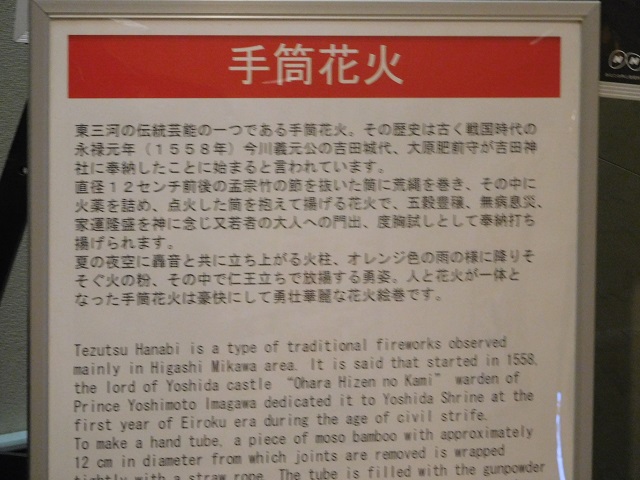 手筒花火
東三河の伝統芸能の一つである手筒花火。その歴史は古く戦国時代の
永禄元年（１５５８年）今川義元公の吉田城代、大原肥前守が吉田神
社に奉納したことに始まると言われています。
直径１２センチ前後の孟宗竹の節を抜いた筒に荒縄を巻き、その中に
火薬を詰め、点火した筒を抱えて揚げる花火で、五穀豊穣、無病息災、
家運隆盛を神に念じ又若者の大人への門出、度胸試しとして奉納打ち
揚げられます。
夏の夜空に轟音と共に立ち上がる火柱、オレンジ色の雨の様に降りそ
そぐ火の粉、その中で仁王立ちで放揚する勇姿。人と花火が一体と
なった手筒花火は豪快にして勇壮華麗な花火絵巻です。
Tezutsu Hanabi is a type of traditional fireworks observed
mainly in Higashi Mikawa area. It is said that started in 1558,
the lord of Yoshida castle “Ohara Hizen no Kami” warden of
Prince Yoshimoto Imagawa dedicated it to Yoshida Shrine at the
first year of Eiroku era during the age of civil strife.
To make a hand tube, a piece of moso bamboo with approximately
12 cm in diameter from which joints are removed is wrapped
tightly with a straw rope. The tube is filled with the gunpowder